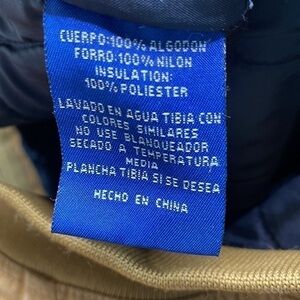 CUERPO:100% ALGODON
FORRO:100% NILON
INSULATION:
100% POLIESTER
LAVADO EN AGUA TIBIA CON
COLORES SIMILARES
NO USE BLANQUEADOR
SECADO A TEMPERATURA
MEDIA
PLANCHA TIBIA SI SE DESEA
HECHO EN CHINA